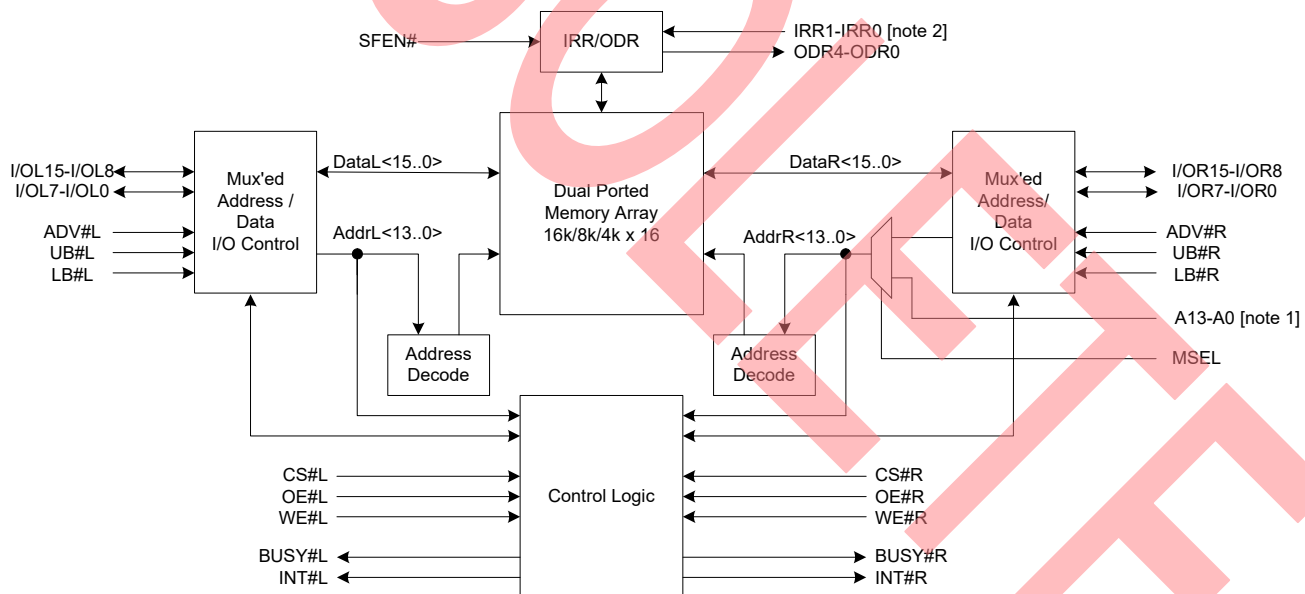 SFEN#
IRR/ODR
IRR1-IRR0 [note 2]
ODR4-ODR0
I/OL15-I/OL8
I/OL7-I/OL0
ADV#L
UB#L
LB#L
Mux'ed
Address /
Data
I/O Control
DataL<15..0>
AddrL<13..0>
Dual Ported
Memory Array
16k/8k/4k x 16
DataR<15..0>
AddrR<13..0>
Mux'ed
Address/
Data
I/O Control
I/OR15-I/OR8
I/OR7-I/OR0
ADV#R
UB#R
LB#R
A13-A0 [note 1]
MSEL
Address
Decode
Address
Decode
Control Logic
CS#L
OE#L
WE#L
BUSY#L
INT#L
CS#R
OE#R
WE#R
BUSY#R
INT#R